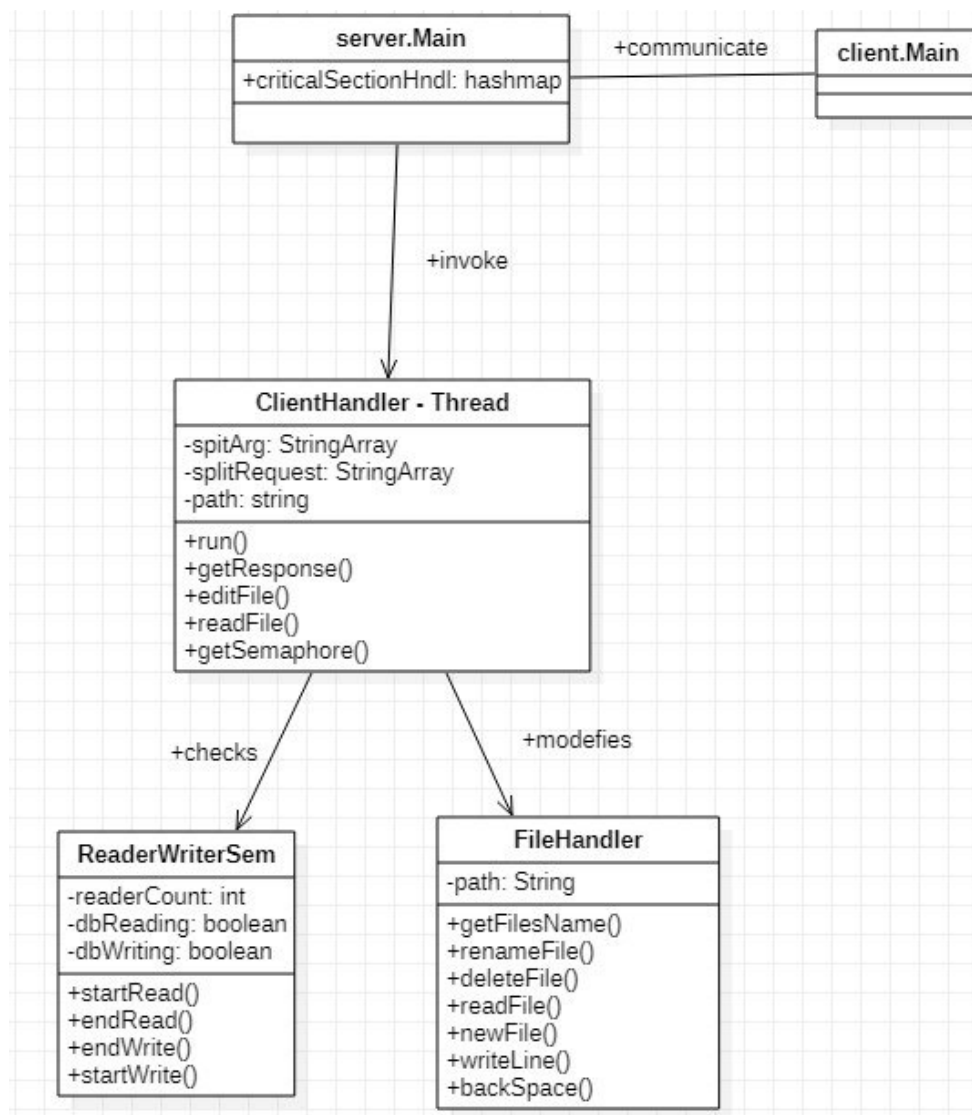 server.Main
+criticalSectionHndl: hashmap
+communicate
client.Main
+invoke
ClientHandler - Thread
-spitArg: StringArray
-splitRequest: StringArray
-path: string
+run()
+getResponse()
+editFile()
+readFile()
+getSemaphore()
+checks
+modefies
ReaderWriterSem
-readerCount: int
-dbReading: boolean
-dbWriting: boolean
+startRead()
+endRead()
+endWrite()
+startWrite()
FileHandler
-path: String
+getFilesName()
+renameFile()
+deleteFile()
+readFile()
+newFile()
+writeLine()
+backSpace()